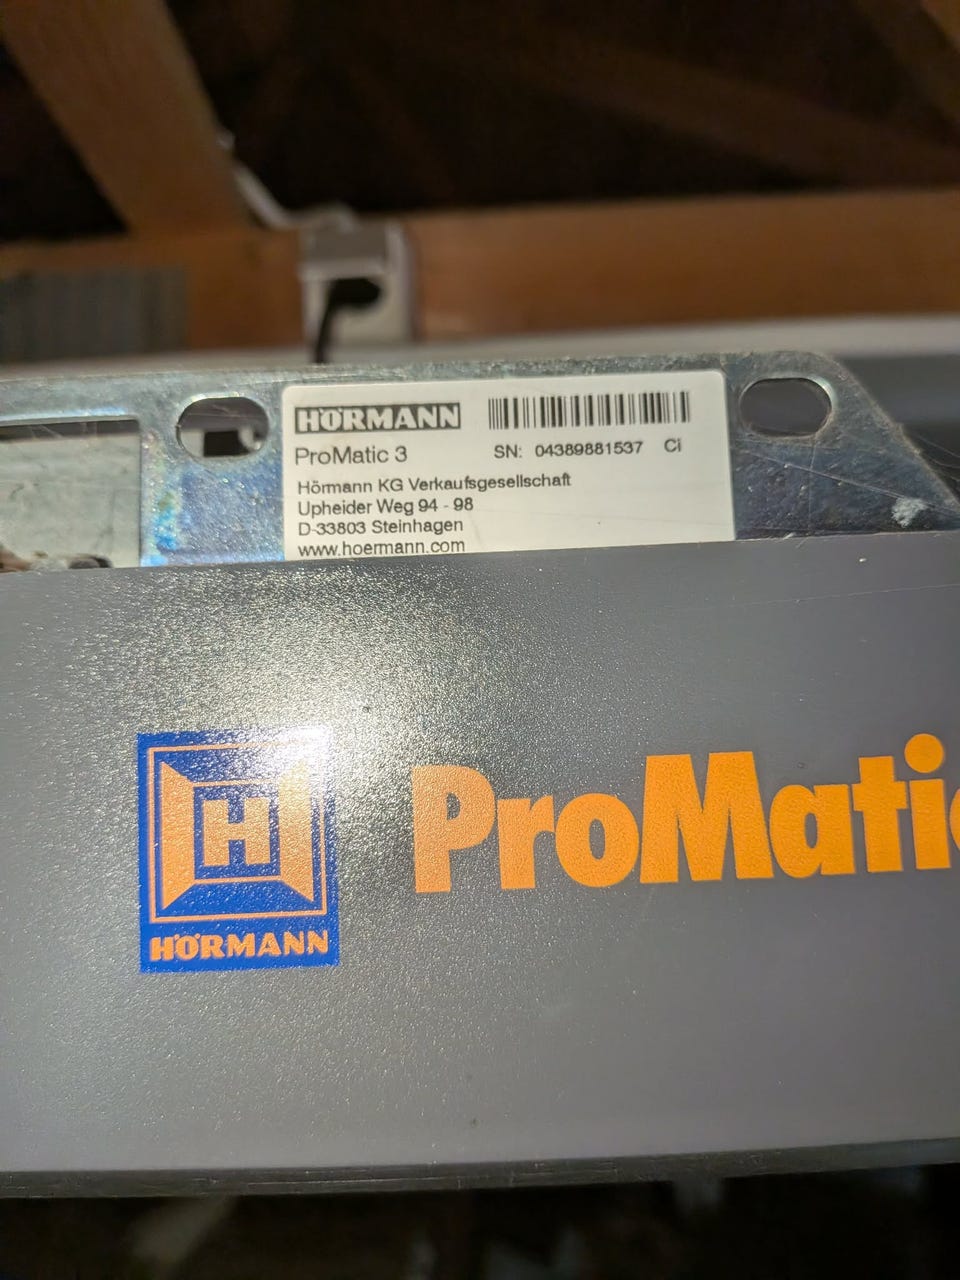 HÖRMANN
ProMatic 3
SN: 04389881537 Ci
Hörmann KG Verkaufsgesellschaft
Upheider Weg 94 - 98
D-33803 Steinhagen
www.hoermann.com
H
HÖRMANN
ProMatic